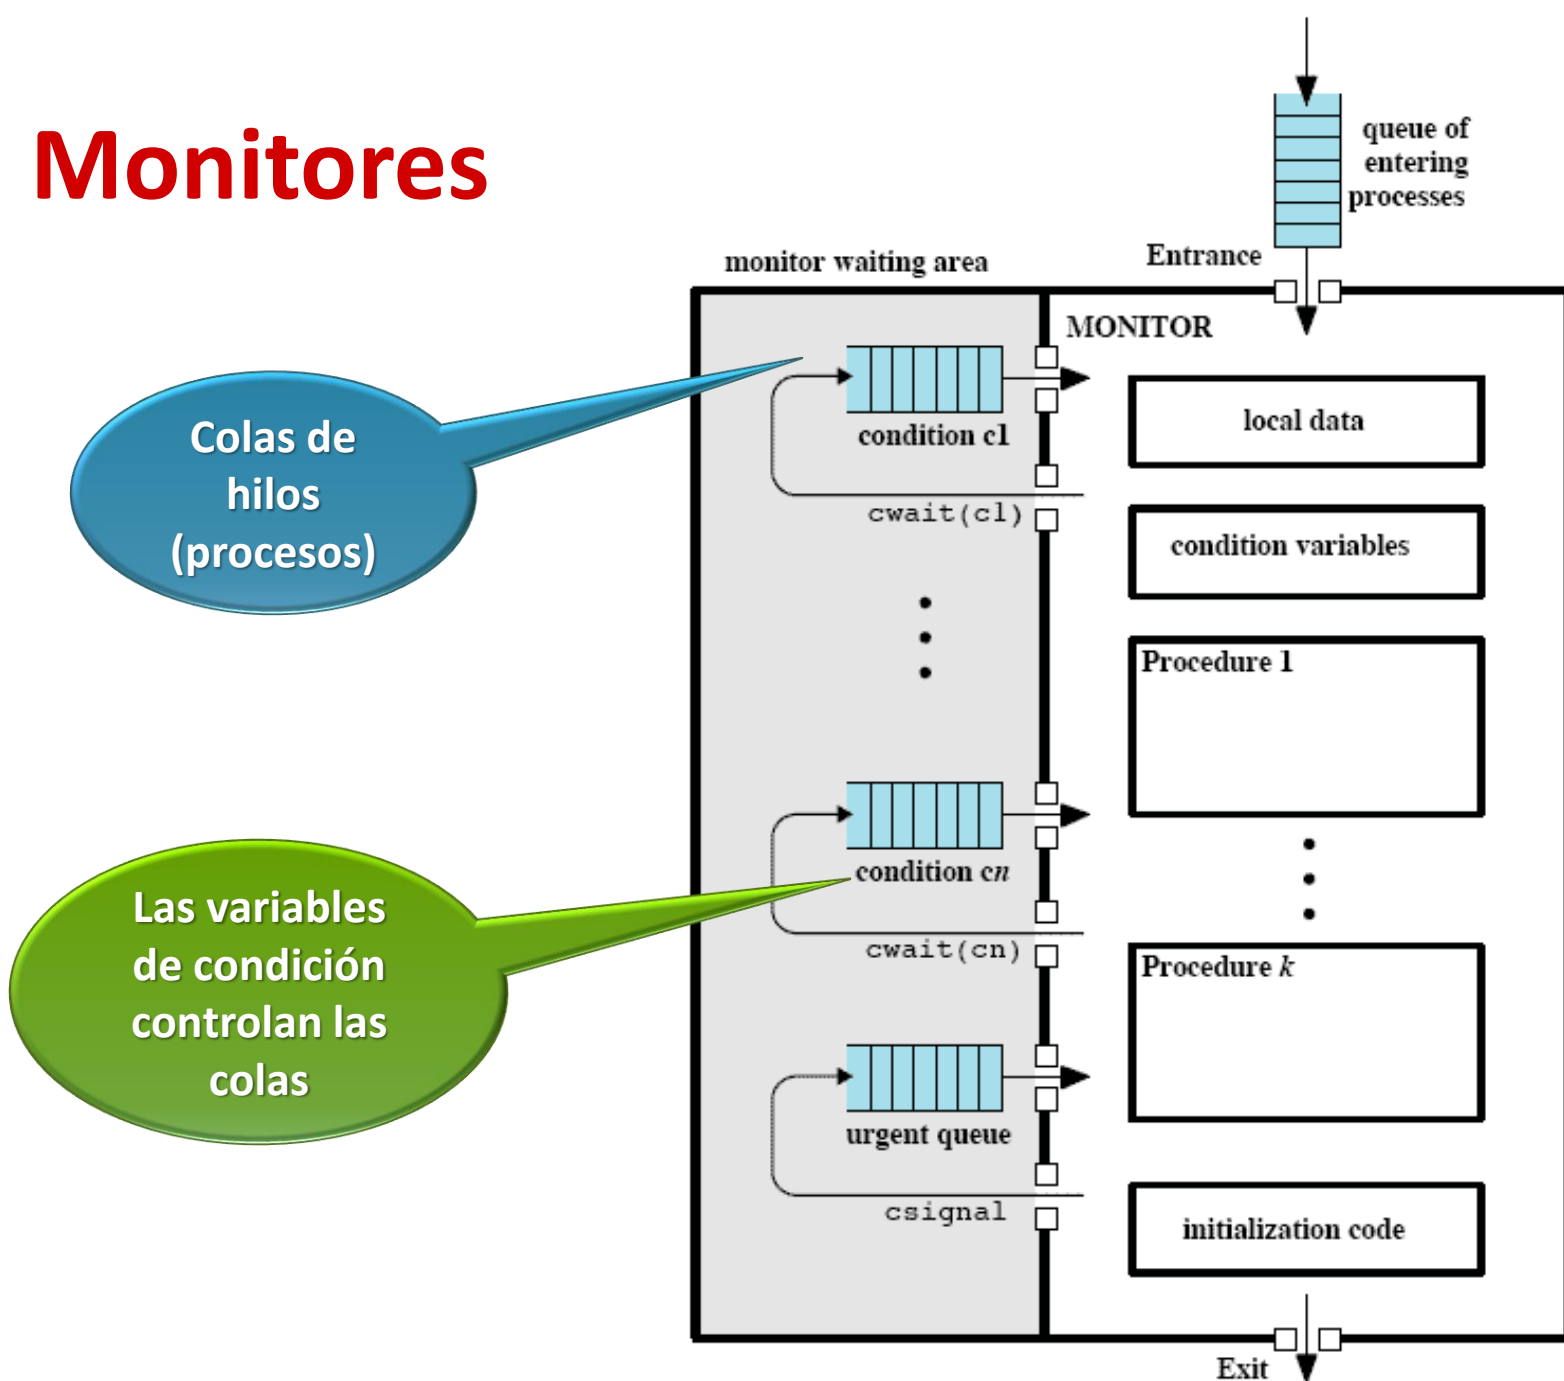 Monitores
queue of
entering
processes
Entrance
monitor waiting area
MONITOR
Colas de
hilos
(procesos)
condition c1
cwait(c1)
local data
condition variables
Procedure 1
Las variables
de condición
controlan las
colas
condition cn
cwait(cn)
Procedure k
urgent queue
csignal
initialization code
Exit